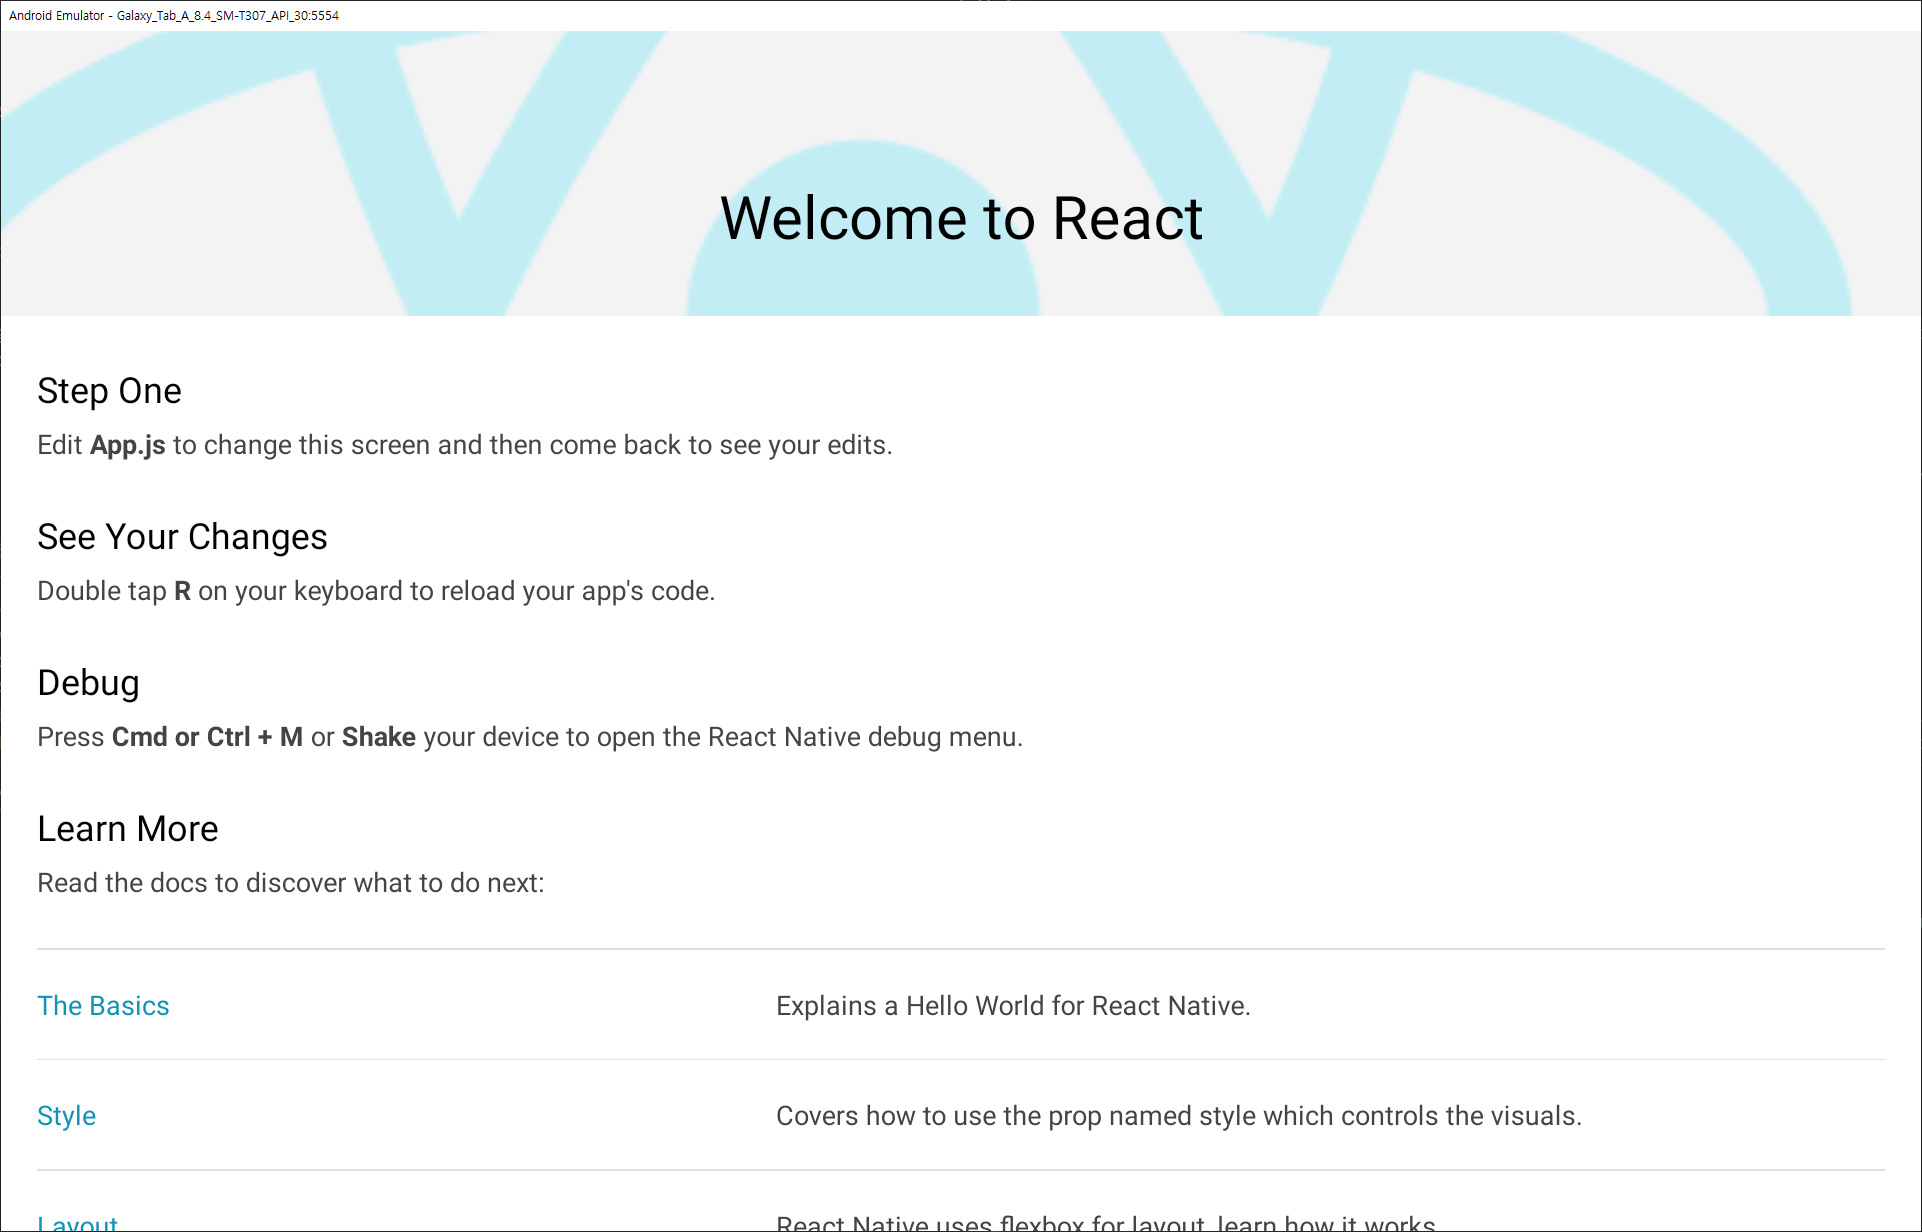 Android Emulator - Galaxy_Tab_A_8.4_SM-T307_API_30:5554
Welcome to React
Step One
Edit App.js to change this screen and then come back to see your edits.
See Your Changes
Double tap R on your keyboard to reload your app's code.
Debug
Press Cmd or Ctrl + M or Shake your device to open the React Native debug menu.
Learn More
Read the docs to discover what to do next:
The Basics Explains a Hello World for React Native.
Style Covers how to use the prop named style which controls the visuals.
Layout React Native uses flexbox for layout, learn how it works.